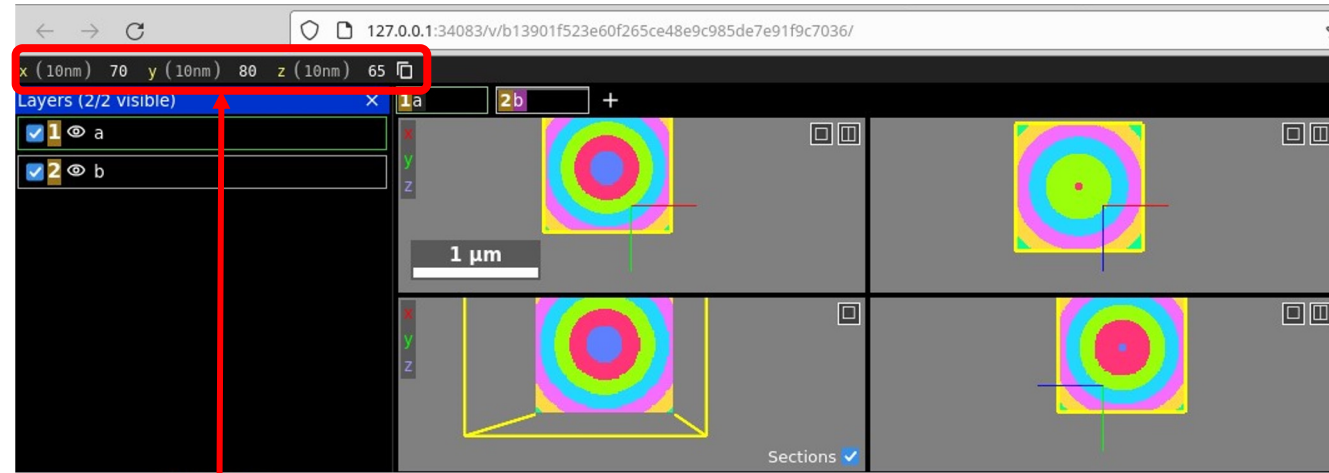 127.0.0.1:34083/v/b13901f523e60f265ce48e9c985de7e91f9c7036/
x (10nm) 70 y (10nm) 80 z (10nm) 65
Layers (2/2 visible) × 1a 2b +
1 a
2 b
x
y
z
1 µm
x
y
z
Sections